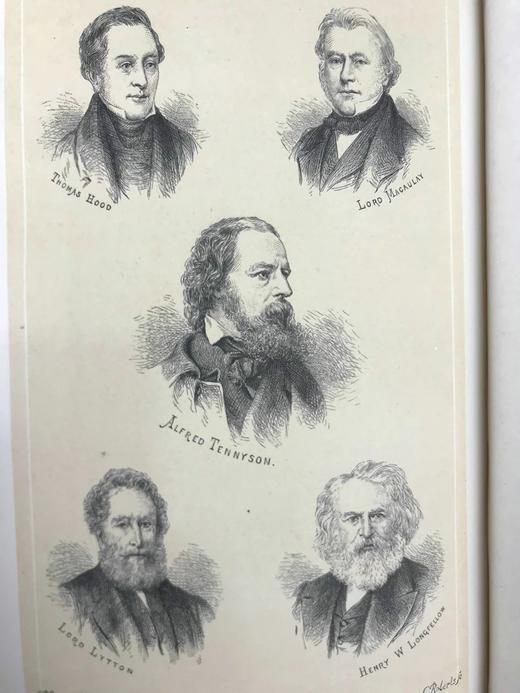 THOMAS HOOD
LORD MACAULAY
ALFRED TENNYSON.
LORD LYTTON
HENRY W LONGFELLOW